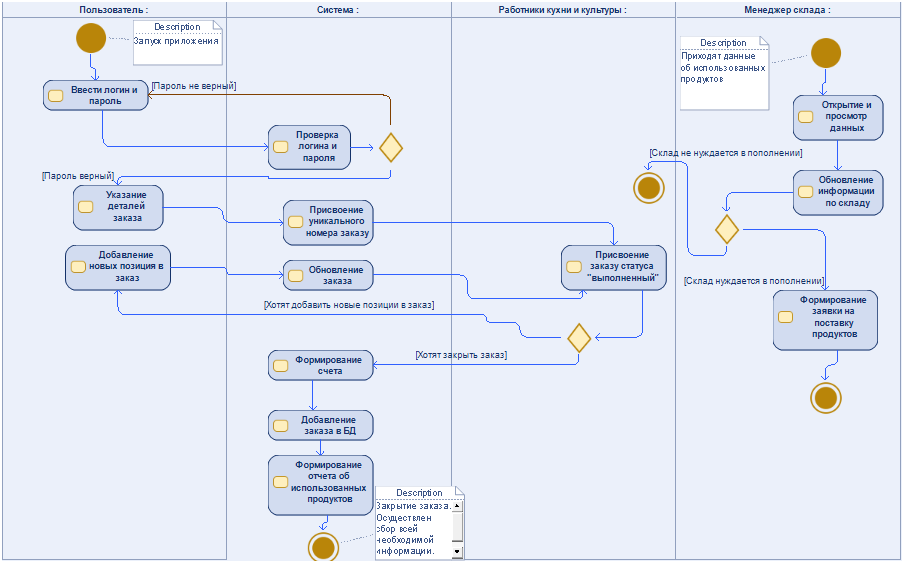 Пользователь :
Система :
Работники кухни и культуры :
Менеджер склада :
Description
Запуск приложения
Description
Приходят данные
об использованных
продуктов
Ввести логин и
пароль
[Пароль не верный]
Проверка
логина и
пароля
Открытие и
просмотр
данных
[Склад не нуждается в пополнении]
[Пароль верный]
Обновление
информации
по складу
Указание
деталей
заказа
Присвоение
уникального
номера заказу
Добавление
новых позиция в
заказ
Обновление
заказа
Присвоение
заказу статуса
"выполненный"
[Склад нуждается в пополнении]
[Хотят добавить новые позиции в заказ]
Формирование
заявки на
поставку
продуктов
[Хотят закрыть заказ]
Формирование
счета
Добавление
заказа в БД
Формирование
отчета об
использованных
продуктов
Description
Закрытие заказа.
Осуществлен
сбор всей
необходимой
информации.